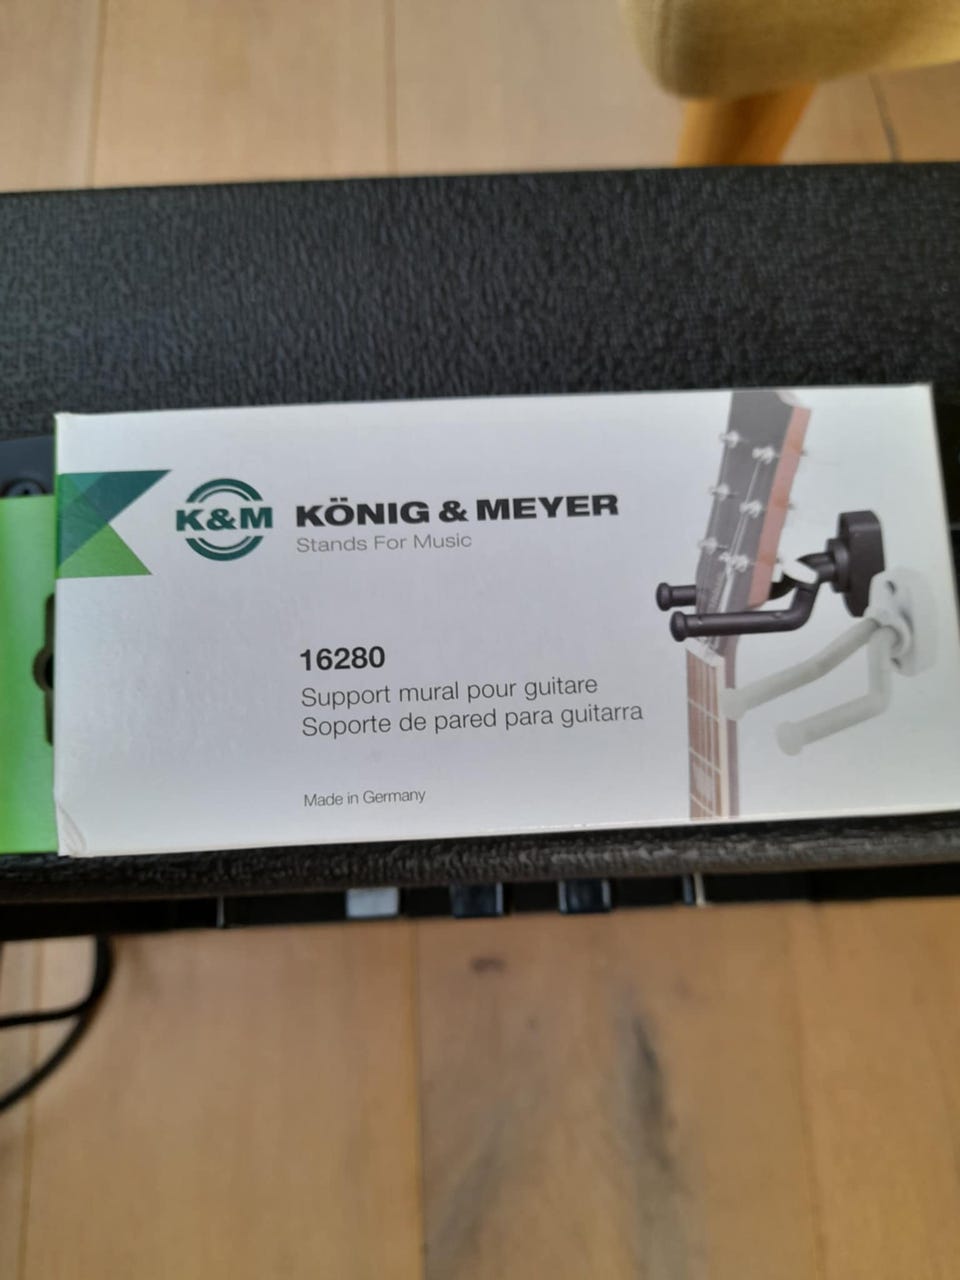 K&M KÖNIG & MEYER
Stands For Music
16280
Support mural pour guitare
Soporte de pared para guitarra
Made in Germany